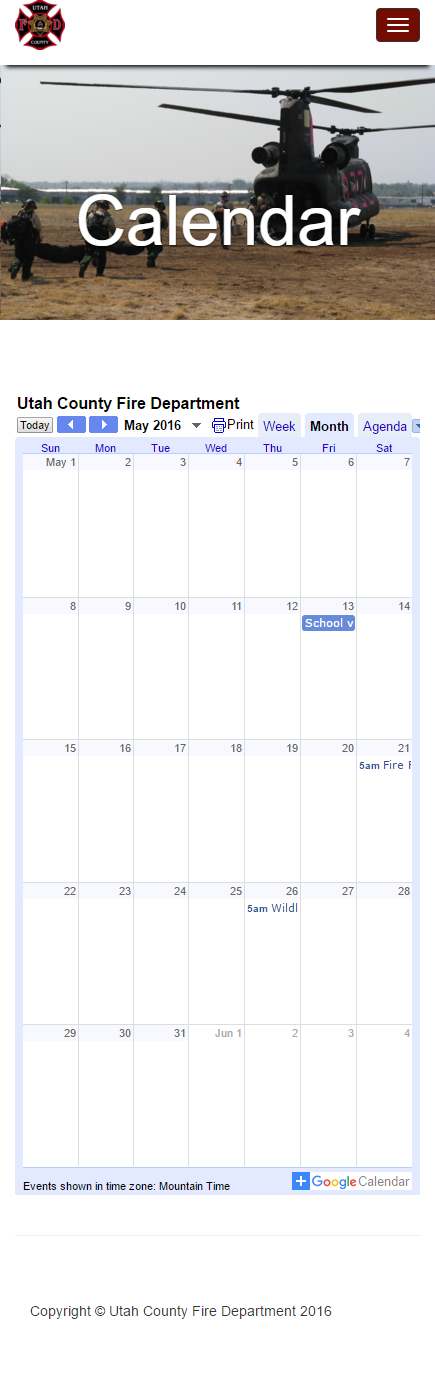 UTAH
F D
COUNTY
Calendar
Utah County Fire Department
Today May 2016 Print Week Month Agenda
Sun Mon Tue Wed Thu Fri Sat
May 1 2 3 4 5 6 7
8 9 10 11 12 13 14
School v
15 16 17 18 19 20 21
5am Fire F
22 23 24 25 26 27 28
5am Wildl
29 30 31 Jun 1 2 3 4
Events shown in time zone: Mountain Time
Google Calendar
Copyright © Utah County Fire Department 2016